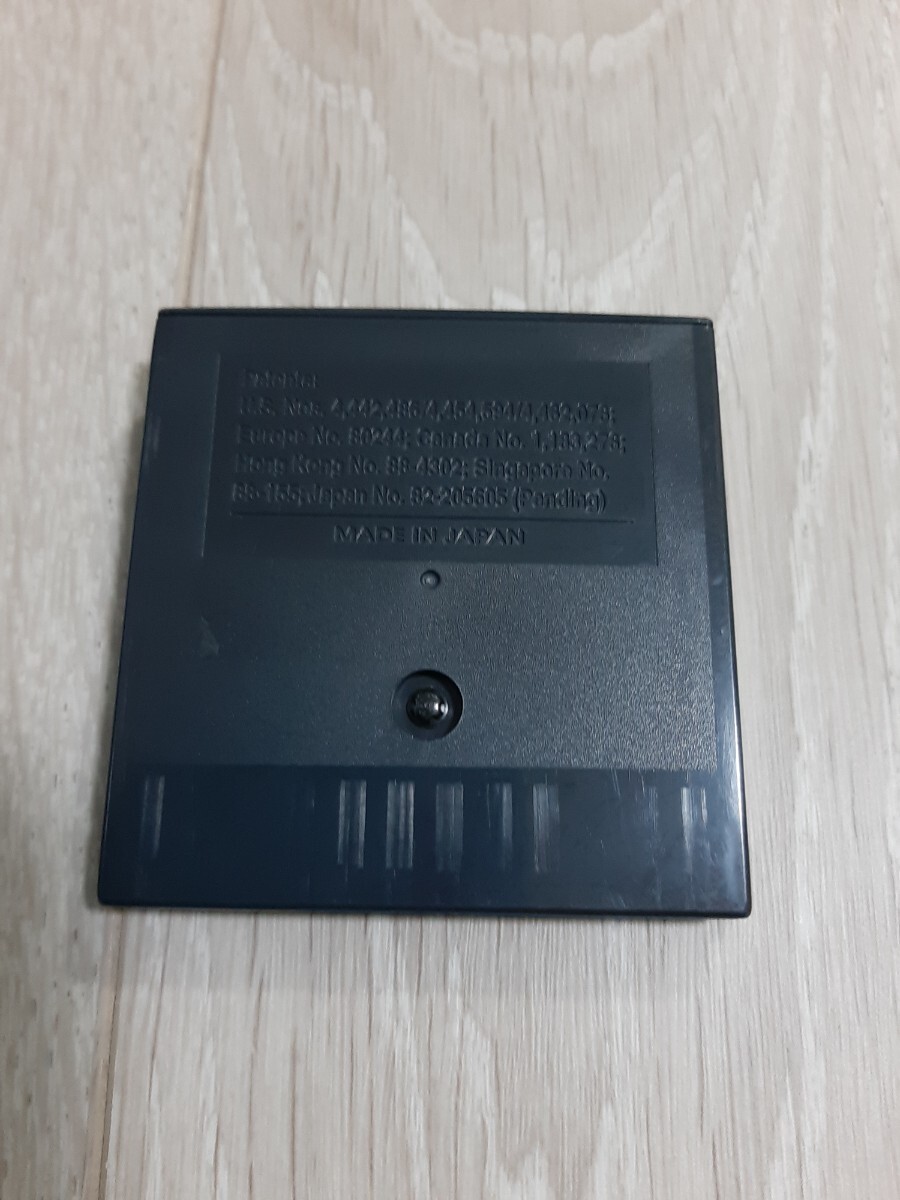 Patents:
U.S. Nos. 4,442,486/4,454,594/4,462,076;
Europe No. 80244; Canada No. 1,183,276;
Hong Kong No. 88-4302; Singapore No.
88-155; Japan No. 82-205605 (Pending)
MADE IN JAPAN